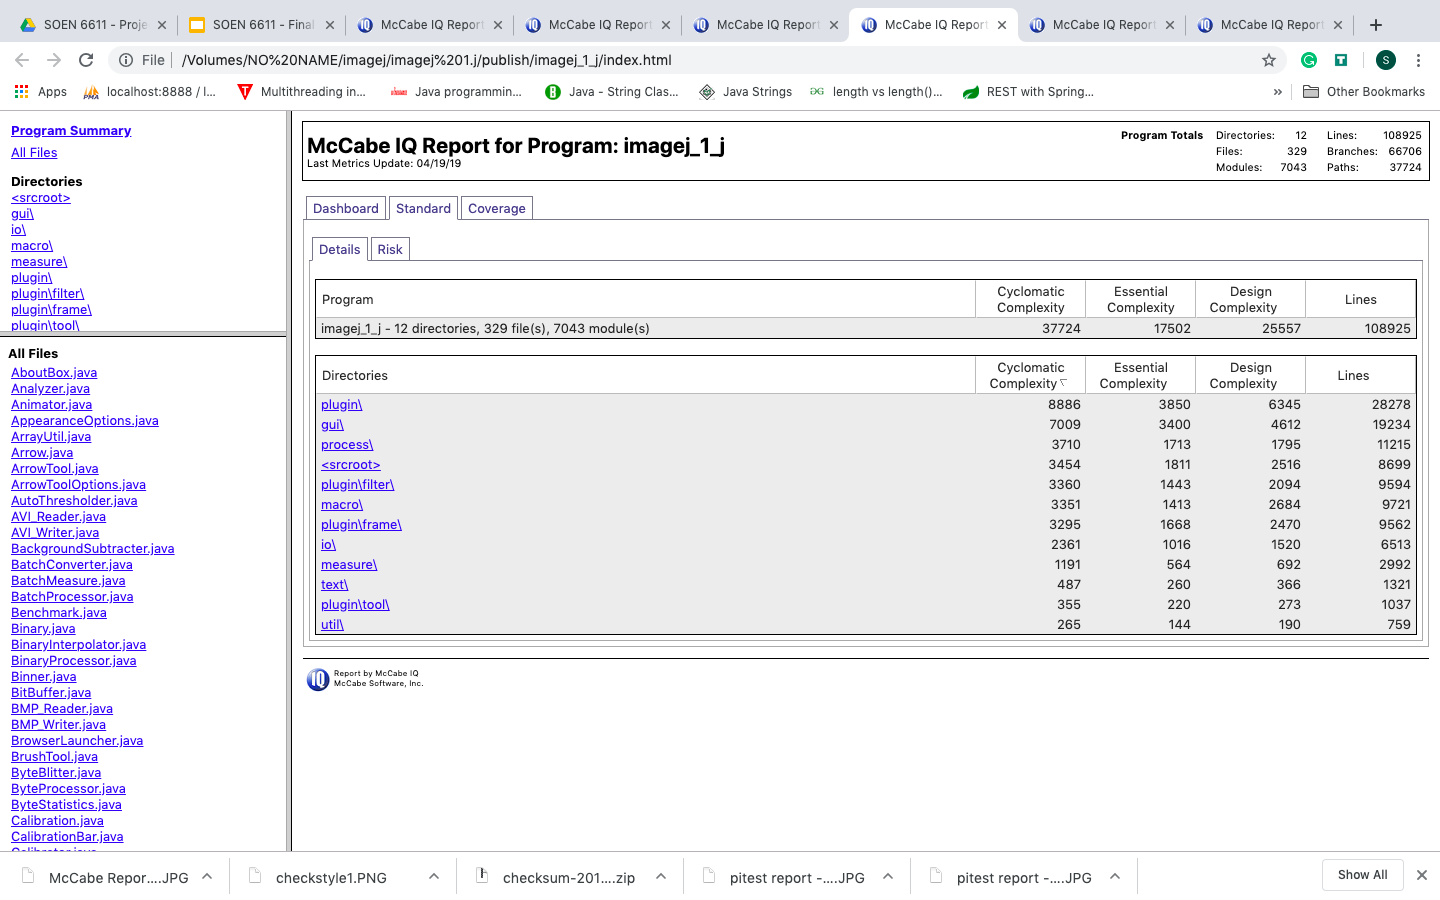 SOEN 6611 - Proje
SOEN 6611 - Final
McCabe IQ Report
McCabe IQ Report
McCabe IQ Report
McCabe IQ Report
McCabe IQ Report
McCabe IQ Report
File
/Volumes/NO%20NAME/imagej/imagej%201.j/publish/imagej_1_j/index.html
S
Apps
PMA
localhost:8888 / l...
Multithreading in...
Java programmin...
Java - String Clas...
Java Strings
length vs length()...
REST with Spring...
»
Other Bookmarks
Program Summary
All Files
Directories
<srcroot>
gui\
io\
macro\
measure\
plugin\
plugin\filter\
plugin\frame\
plugin\tool\
All Files
AboutBox.java
Analyzer.java
Animator.java
AppearanceOptions.java
ArrayUtil.java
Arrow.java
ArrowTool.java
ArrowToolOptions.java
AutoThresholder.java
AVI_Reader.java
AVI_Writer.java
BackgroundSubtracter.java
BatchConverter.java
BatchMeasure.java
BatchProcessor.java
Benchmark.java
Binary.java
BinaryInterpolator.java
BinaryProcessor.java
Binner.java
BitBuffer.java
BMP_Reader.java
BMP_Writer.java
BrowserLauncher.java
BrushTool.java
ByteBlitter.java
ByteProcessor.java
ByteStatistics.java
Calibration.java
CalibrationBar.java
McCabe IQ Report for Program: imagej_1_j
Last Metrics Update: 04/19/19
Program Totals Directories: 12 Lines: 108925
Files: 329 Branches: 66706
Modules: 7043 Paths: 37724
Dashboard Standard Coverage
Details Risk
Program Cyclomatic Complexity Essential Complexity Design Complexity Lines
imagej_1_j - 12 directories, 329 file(s), 7043 module(s) 37724 17502 25557 108925
Directories Cyclomatic Complexity Essential Complexity Design Complexity Lines
plugin\ 8886 3850 6345 28278
gui\ 7009 3400 4612 19234
process\ 3710 1713 1795 11215
<srcroot> 3454 1811 2516 8699
plugin\filter\ 3360 1443 2094 9594
macro\ 3351 1413 2684 9721
plugin\frame\ 3295 1668 2470 9562
io\ 2361 1016 1520 6513
measure\ 1191 564 692 2992
text\ 487 260 366 1321
plugin\tool\ 355 220 273 1037
util\ 265 144 190 759
IQ
Report by McCabe IQ
McCabe Software, Inc.
McCabe Repor....JPG
checkstyle1.PNG
checksum-201....zip
pitest report -....JPG
pitest report -....JPG
Show All